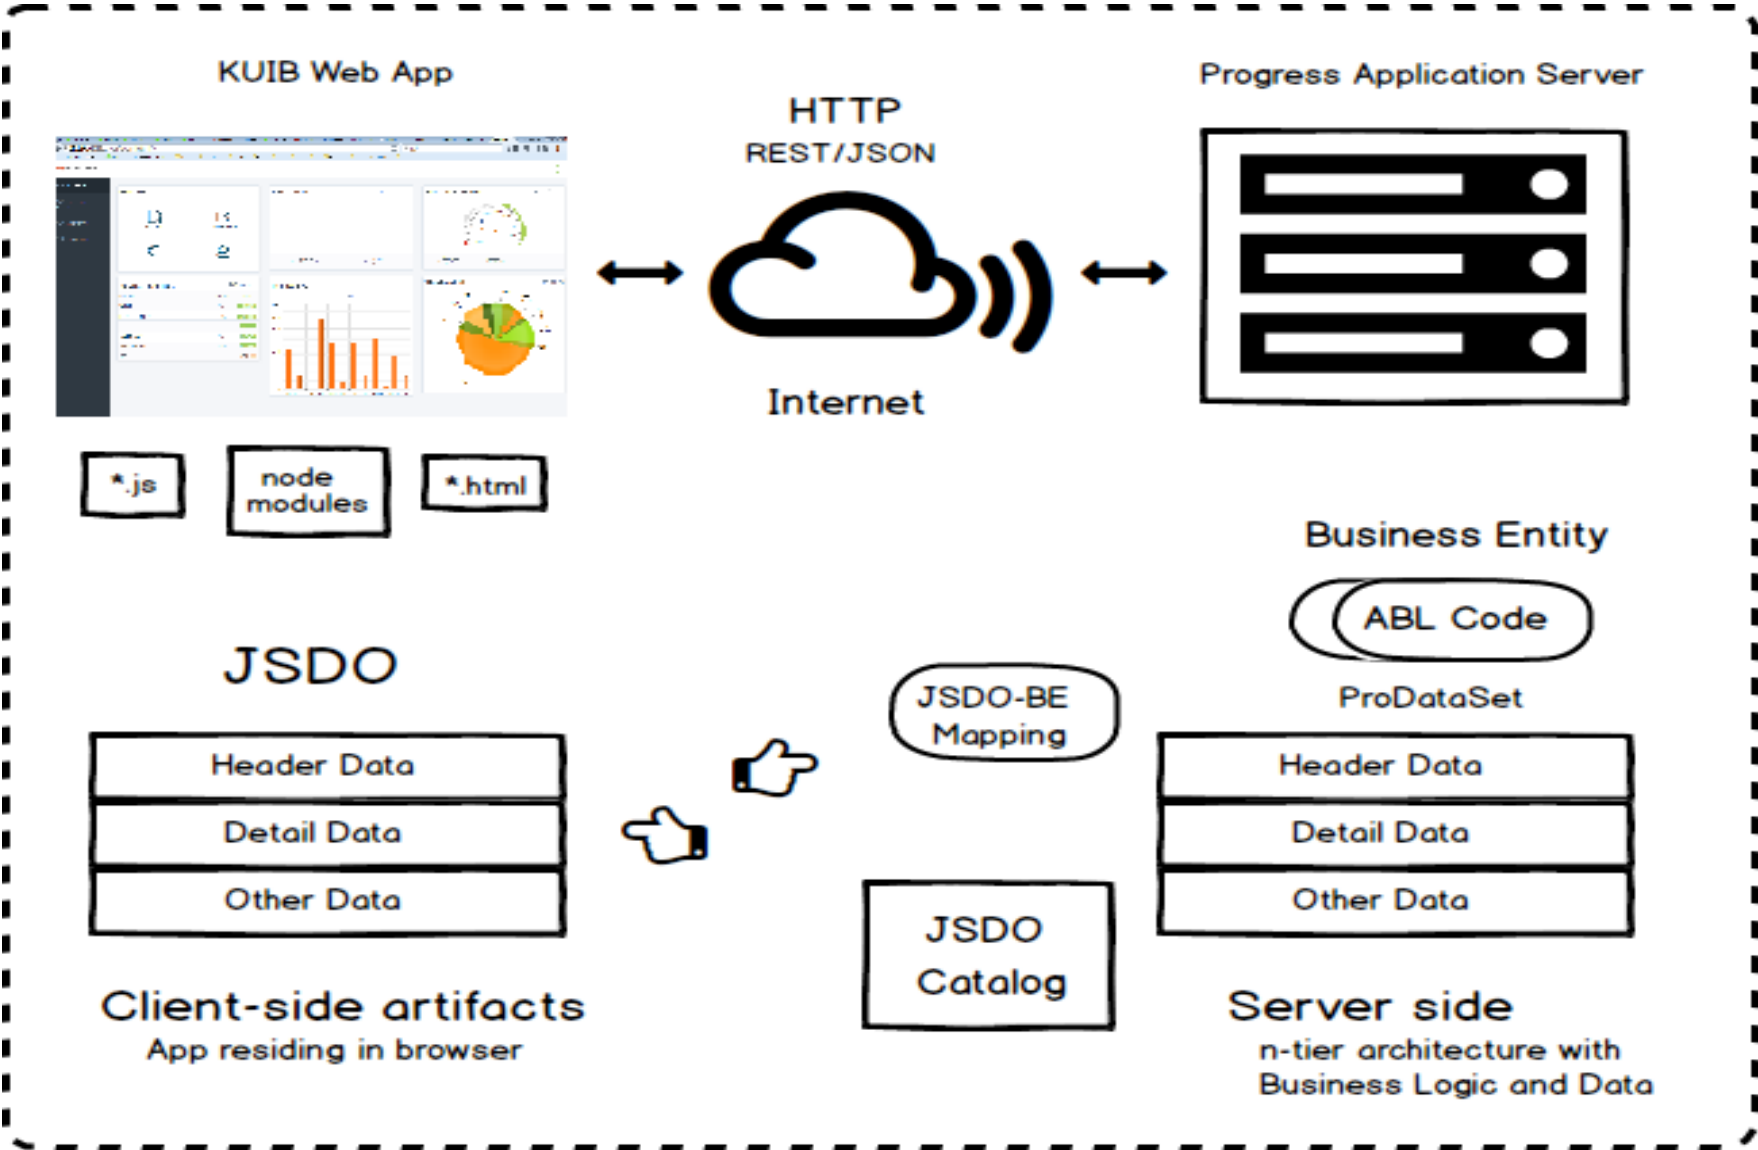 KUIB Web App
HTTP
REST/JSON
Internet
Progress Application Server
*.js
node
modules
*.html
Business Entity
ABL Code
ProDataSet
JSDO
Header Data
Detail Data
Other Data
JSDO-BE
Mapping
JSDO
Catalog
Header Data
Detail Data
Other Data
Client-side artifacts
App residing in browser
Server side
n-tier architecture with
Business Logic and Data